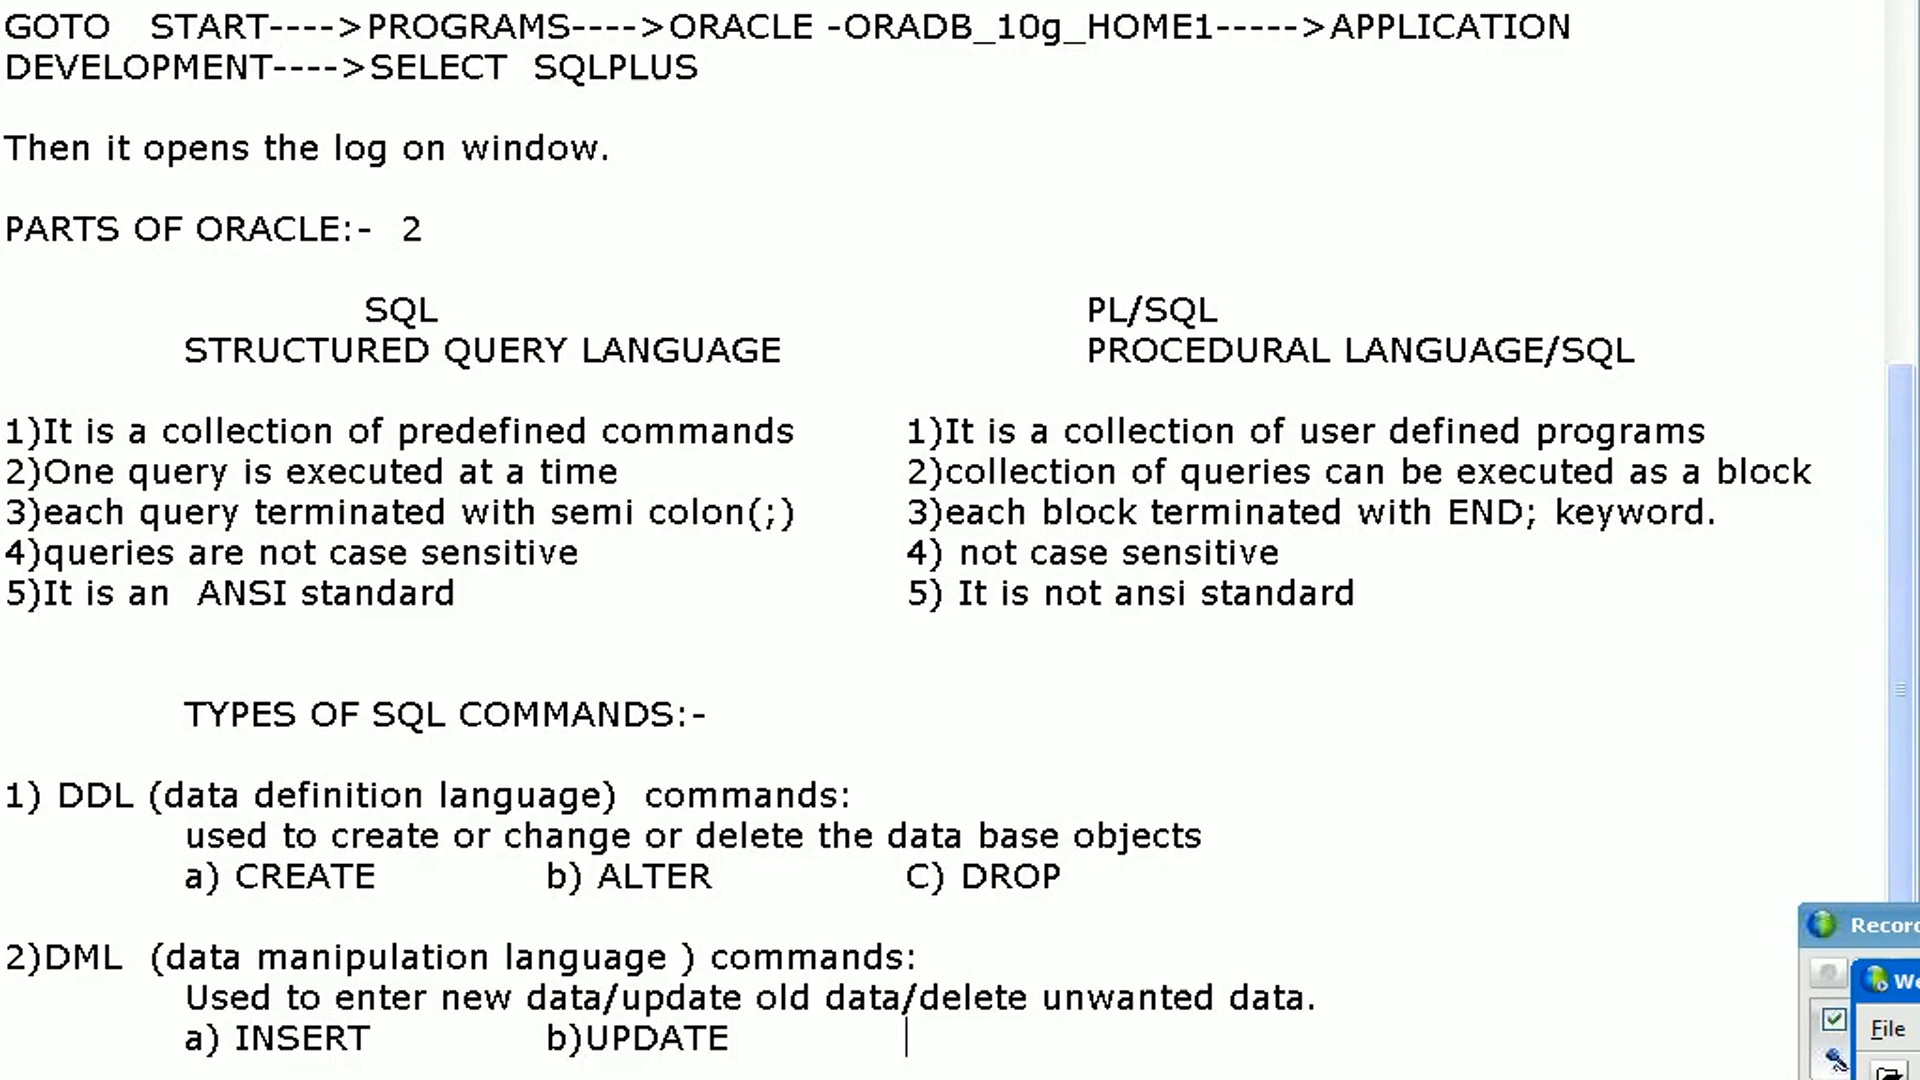 GOTO START---->PROGRAMS---->ORACLE -ORADB_10g_HOME1----->APPLICATION
DEVELOPMENT---->SELECT SQLPLUS
Then it opens the log on window.
PARTS OF ORACLE:- 2
SQL PL/SQL
STRUCTURED QUERY LANGUAGE PROCEDURAL LANGUAGE/SQL
1)It is a collection of predefined commands 1)It is a collection of user defined programs
2)One query is executed at a time 2)collection of queries can be executed as a block
3)each query terminated with semi colon(;) 3)each block terminated with END; keyword.
4)queries are not case sensitive 4) not case sensitive
5)It is an ANSI standard 5) It is not ansi standard
TYPES OF SQL COMMANDS:-
1) DDL (data definition language) commands:
used to create or change or delete the data base objects
a) CREATE b) ALTER C) DROP
2)DML (data manipulation language ) commands:
Used to enter new data/update old data/delete unwanted data.
a) INSERT b)UPDATE
File